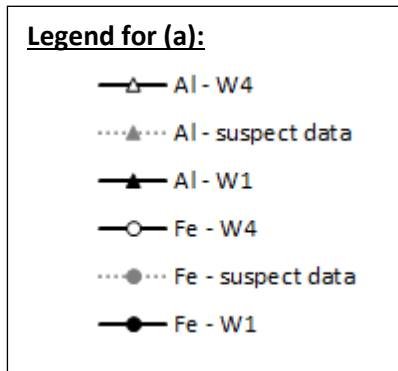 Legend for (a):
Al - W4
Al - suspect data
Al - W1
Fe - W4
Fe - suspect data
Fe - W1